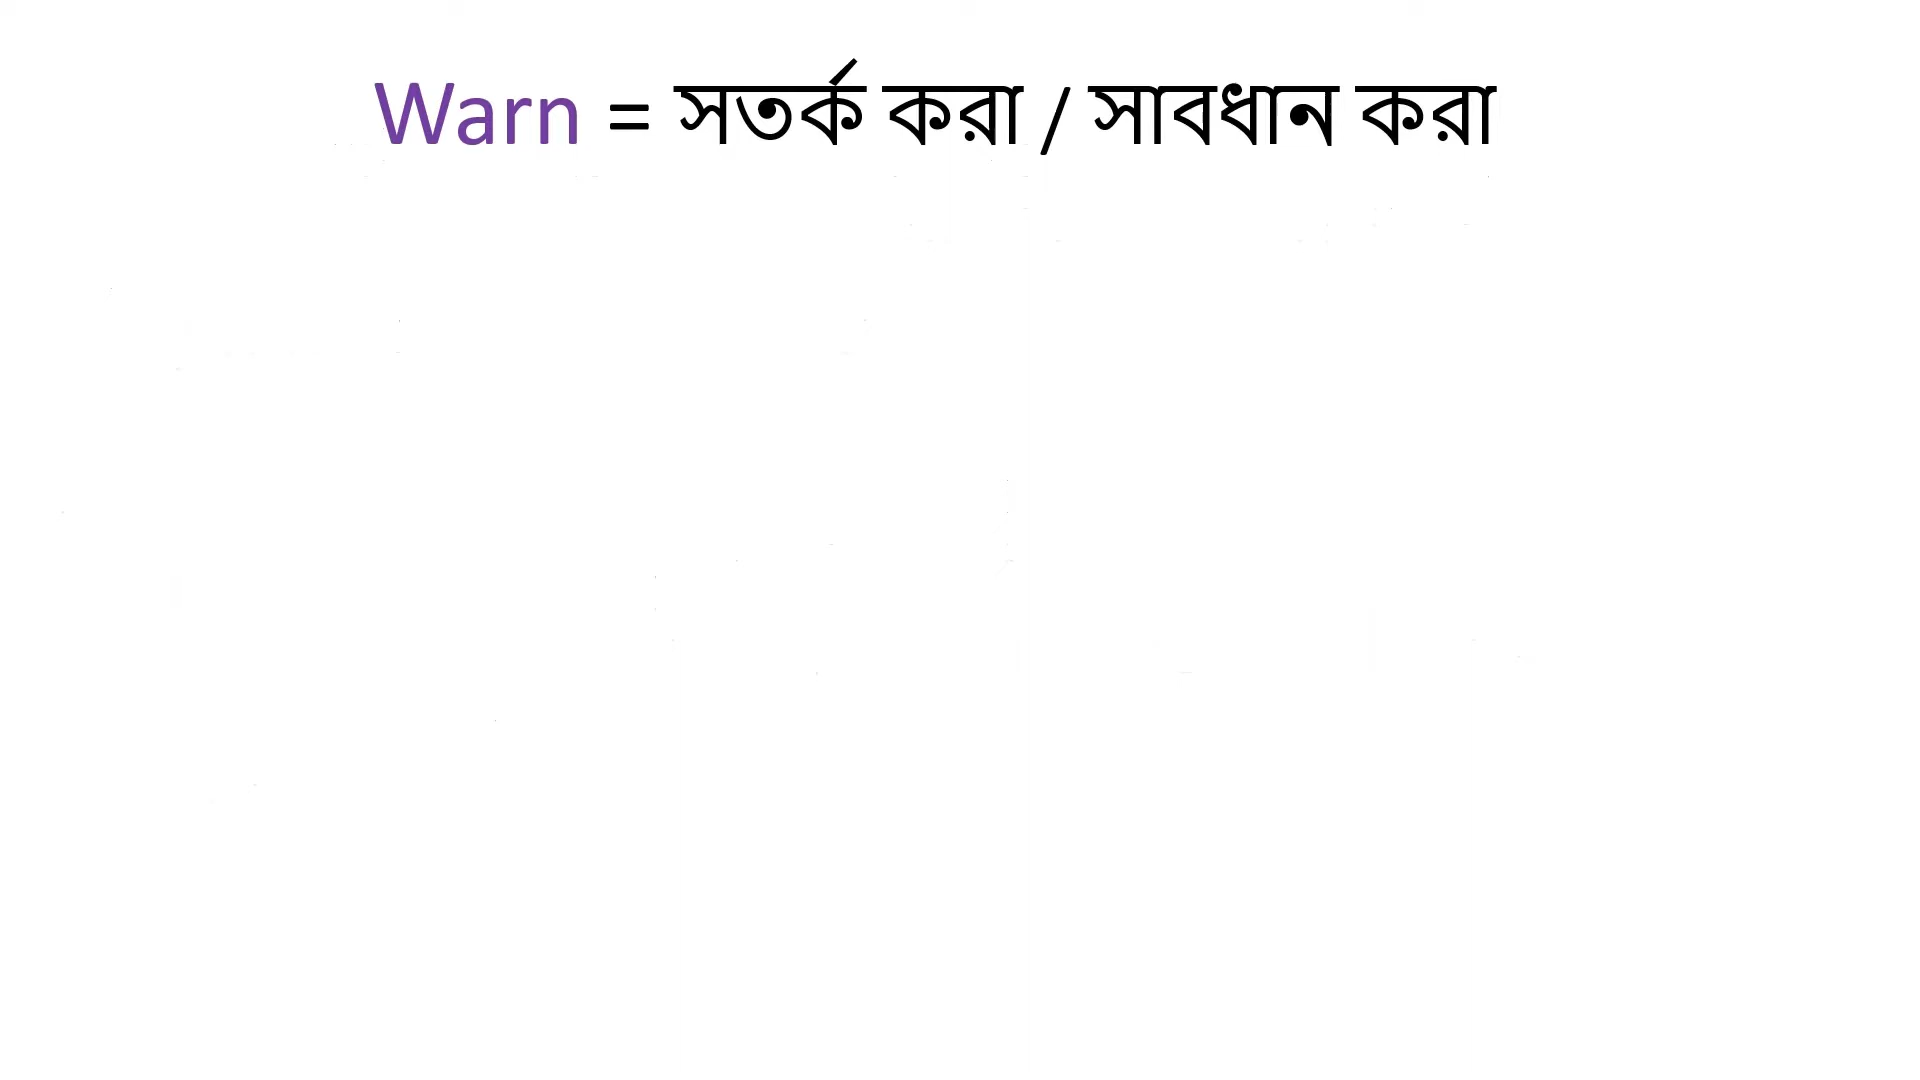 Warn = সতর্ক করা / সাবধান করা